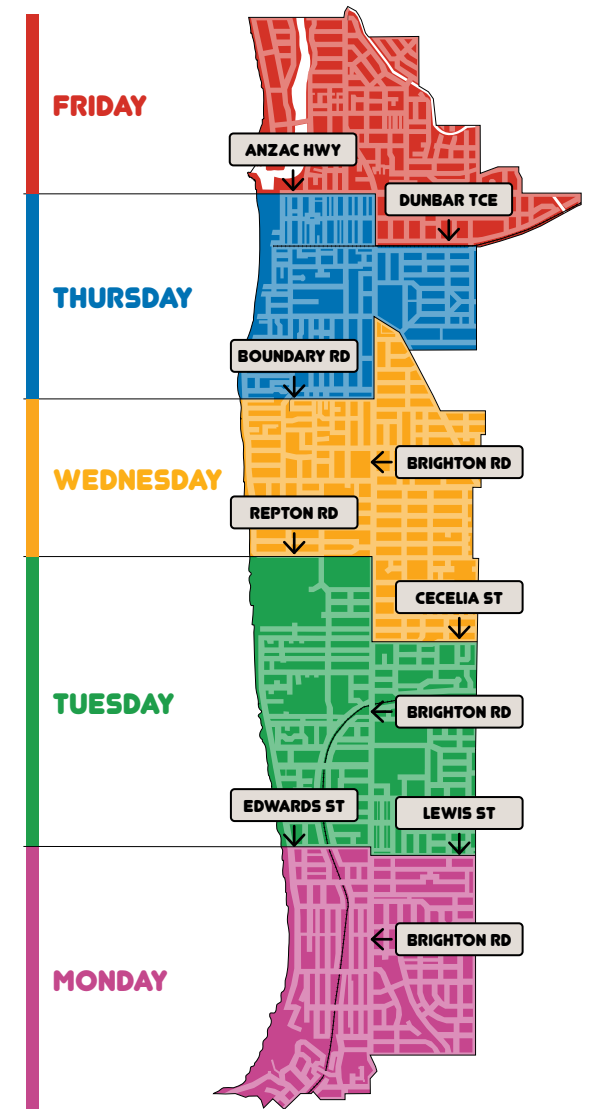 FRIDAY
ANZAC HWY
DUNBAR TCE
THURSDAY
BOUNDARY RD
BRIGHTON RD
WEDNESDAY
REPTON RD
CECELIA ST
TUESDAY
BRIGHTON RD
EDWARDS ST
LEWIS ST
BRIGHTON RD
MONDAY